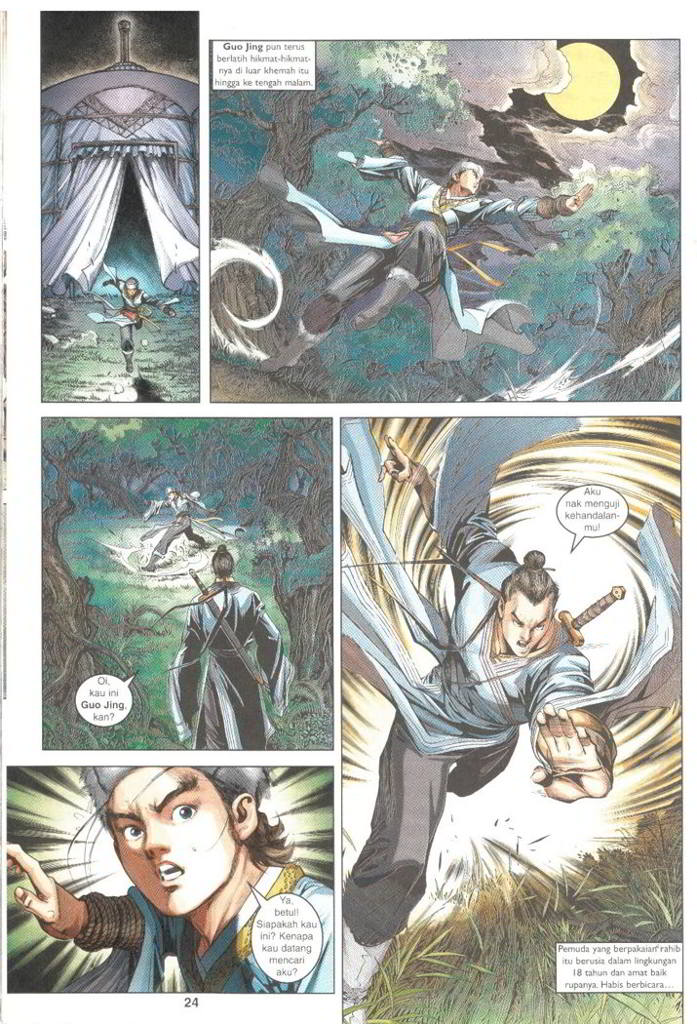 Guo Jing pun terus
berlatih hikmat-hikmat-
nya di luar khemah itu
hingga ke tengah malam.
Oi,
kau ini
Guo Jing,
kan?
Aku
nak menguji
kehandalan-
mu!
Ya,
betul!
Siapakah kau
ini? Kenapa
kau datang
mencari
aku?
Pemuda yang berpakaian rahib
itu berusia dalam lingkungan
18 tahun dan amat baik
rupanya. Habis berbicara...
24